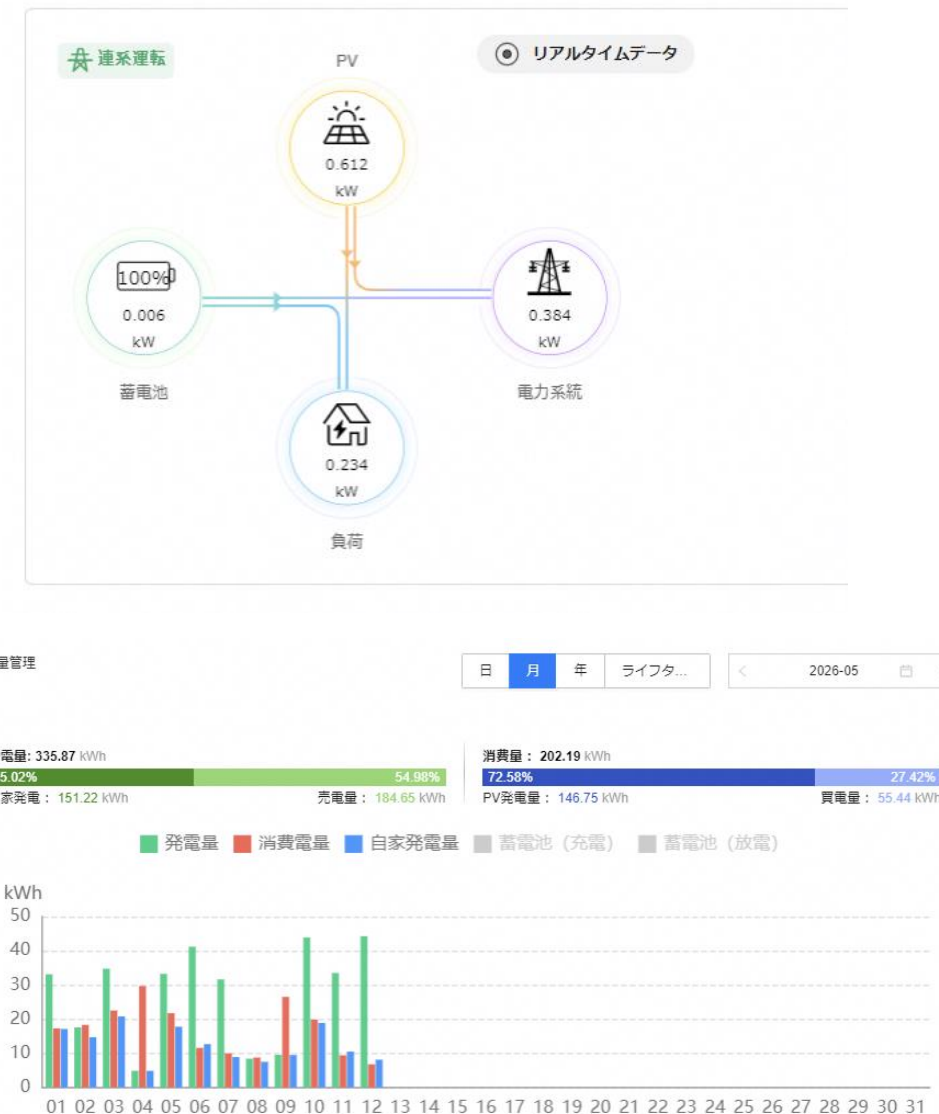 連系運転
PV
リアルタイムデータ
0.612
kW
100%
0.006
kW
蓄電池
0.384
kW
電力系統
0.234
kW
負荷
量管理
日 月 年 ライフタ... < 2026-05
電量: 335.87 kWh
5.02% 54.98%
家発電： 151.22 kWh 売電量： 184.65 kWh
消費量： 202.19 kWh
72.58% 27.42%
PV発電量： 146.75 kWh 買電量： 55.44 kWh
発電量 消費電量 自家発電量 蓄電池（充電） 蓄電池（放電）
kWh
50
40
30
20
10
0
01 02 03 04 05 06 07 08 09 10 11 12 13 14 15 16 17 18 19 20 21 22 23 24 25 26 27 28 29 30 31